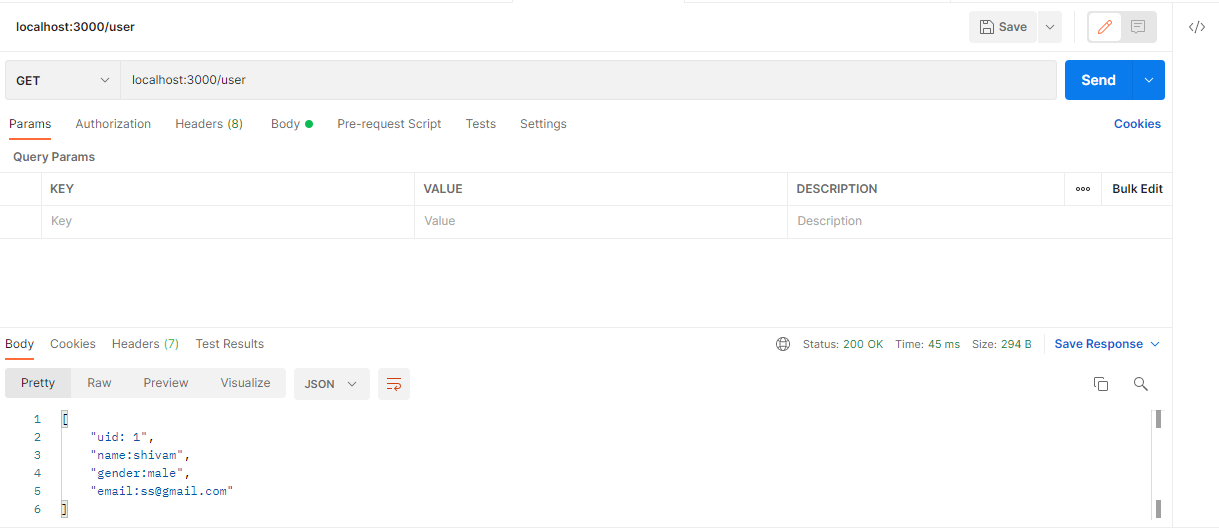 localhost:3000/user
Save
GET
localhost:3000/user
Send
Params Authorization Headers (8) Body Pre-request Script Tests Settings Cookies
Query Params
KEY VALUE DESCRIPTION ooo Bulk Edit
Key Value Description
Body Cookies Headers (7) Test Results Status: 200 OK Time: 45 ms Size: 294 B Save Response
Pretty Raw Preview Visualize JSON
1 [
2 "uid: 1",
3 "name:shivam",
4 "gender:male",
5 "email:ss@gmail.com"
6 ]